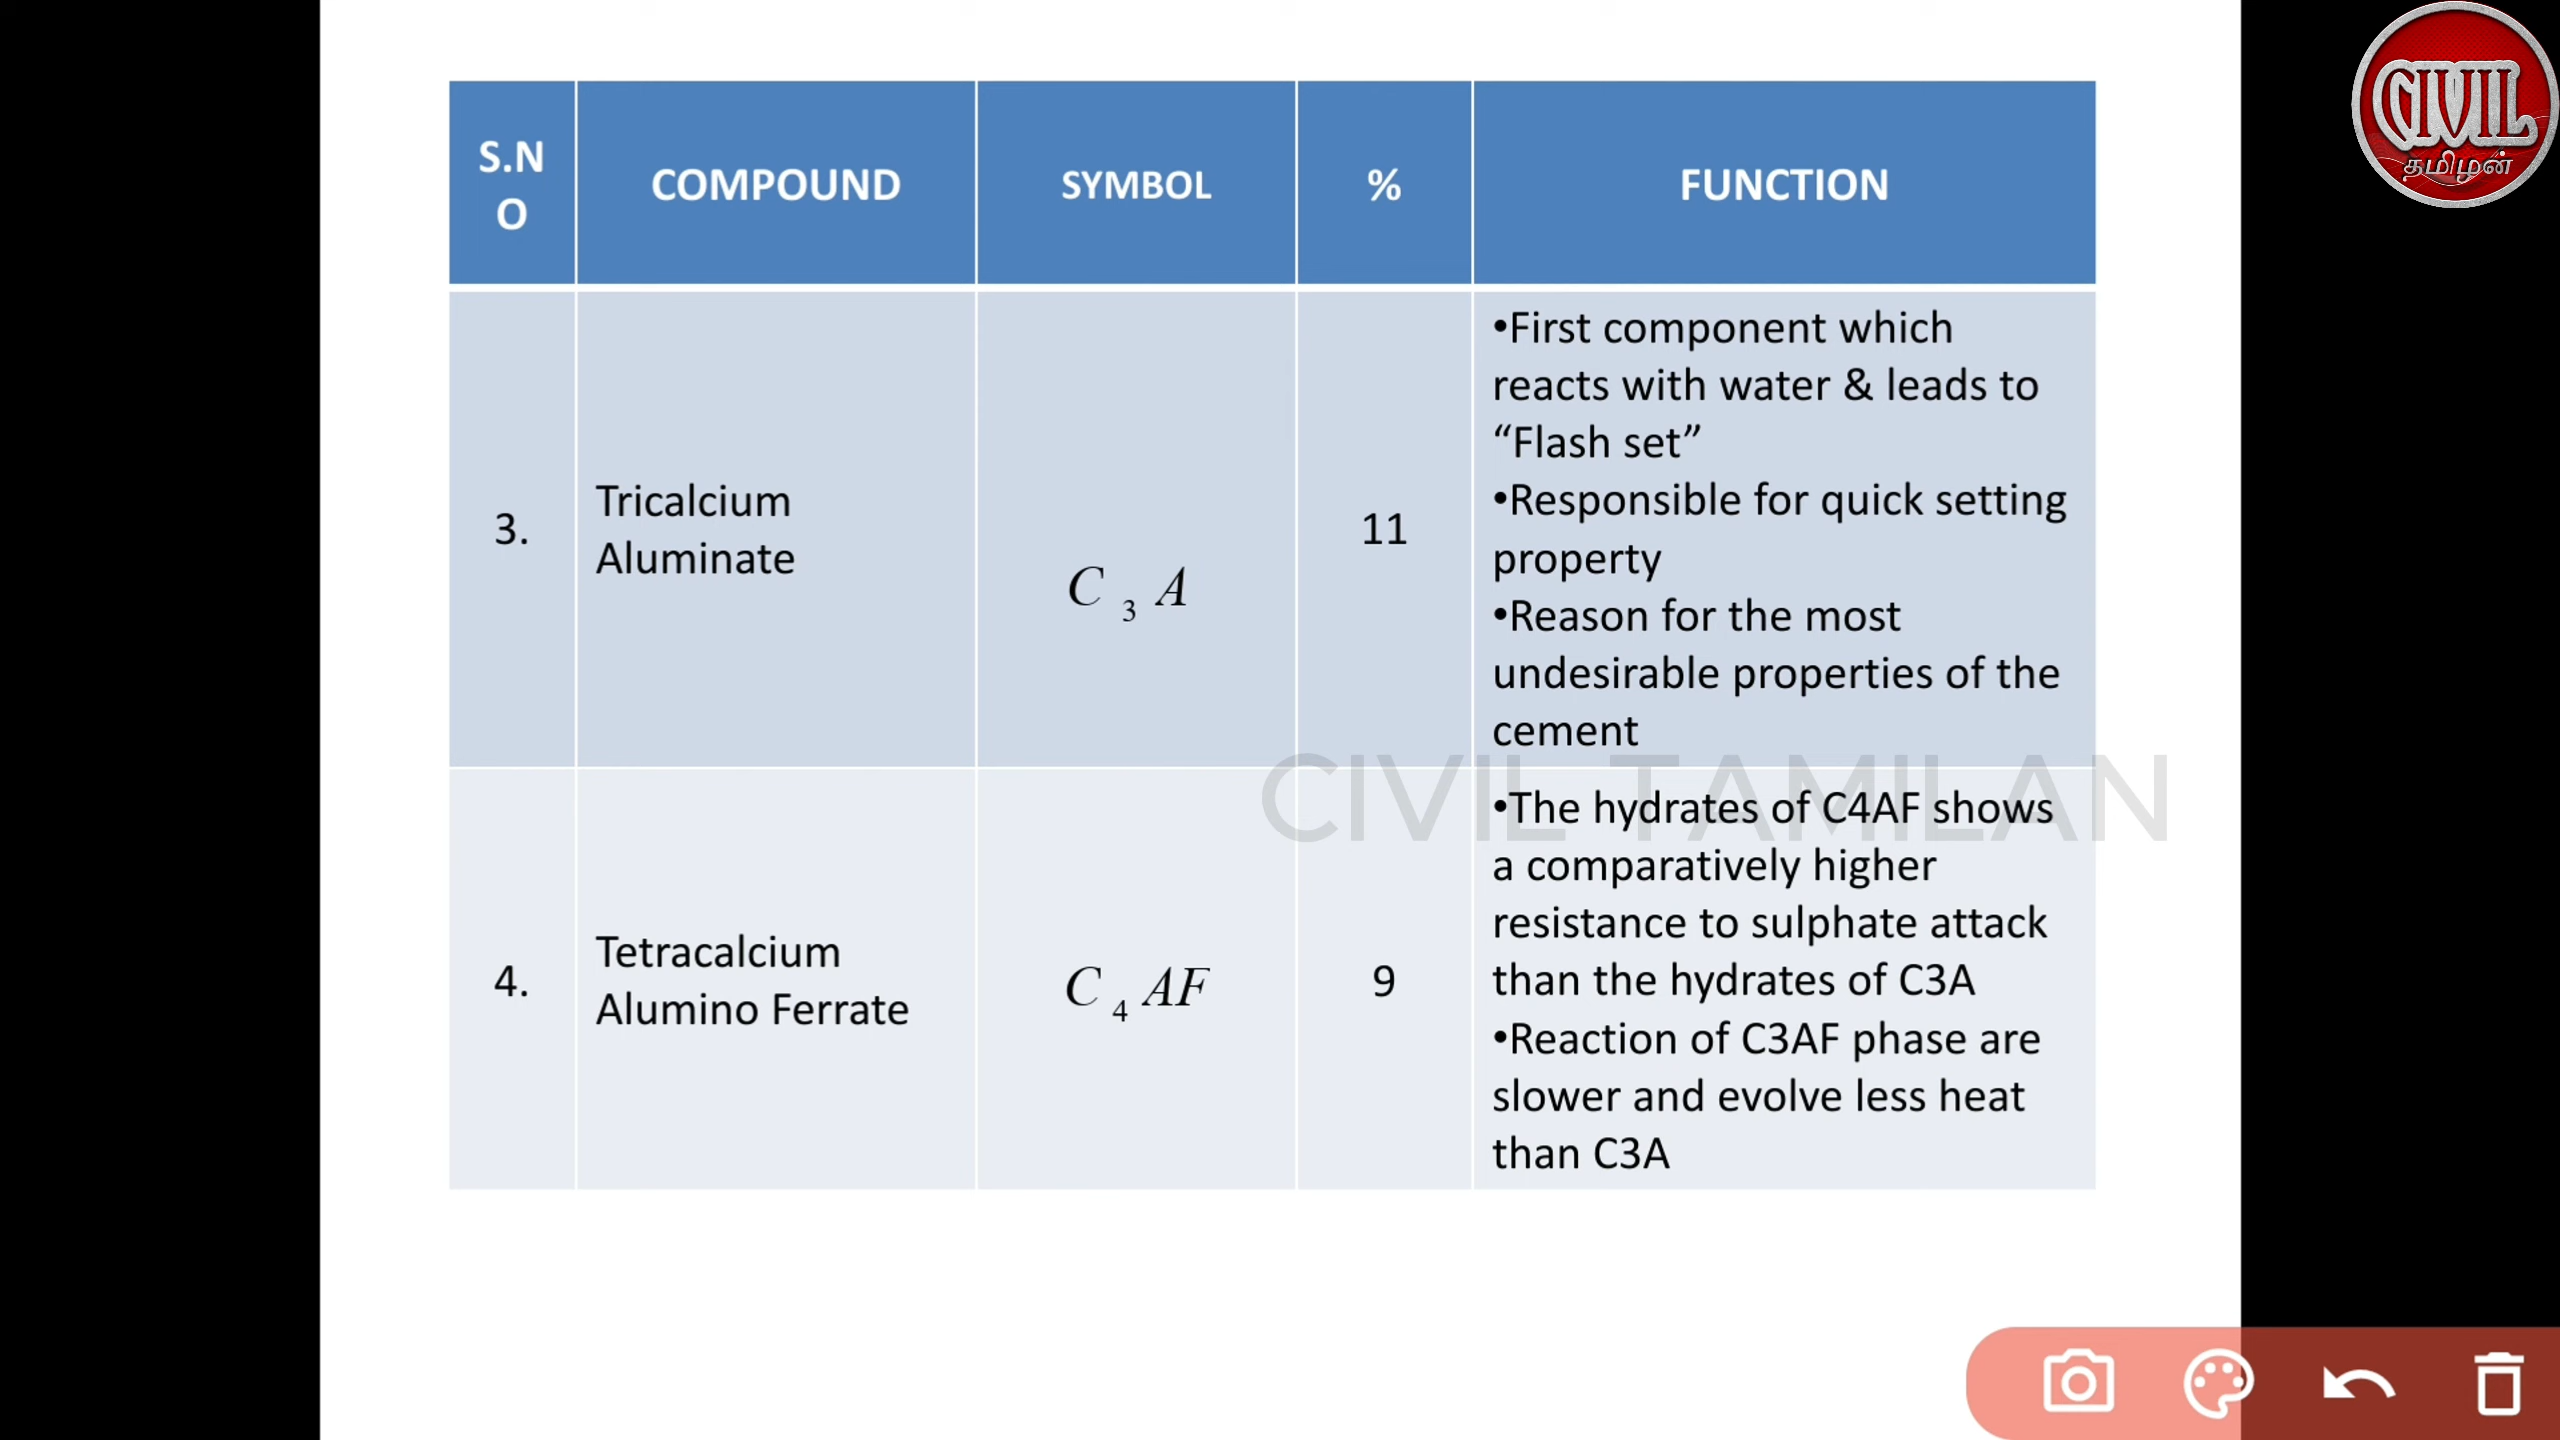 CIVIL
தமிழன்
S.N
O
COMPOUND
SYMBOL
%
FUNCTION
3.
Tricalcium
Aluminate
C 3 A
11
•First component which
reacts with water & leads to
“Flash set”
•Responsible for quick setting
property
•Reason for the most
undesirable properties of the
cement
CIVIL TAMILAN
4.
Tetracalcium
Alumino Ferrate
C 4 AF
9
•The hydrates of C4AF shows
a comparatively higher
resistance to sulphate attack
than the hydrates of C3A
•Reaction of C3AF phase are
slower and evolve less heat
than C3A